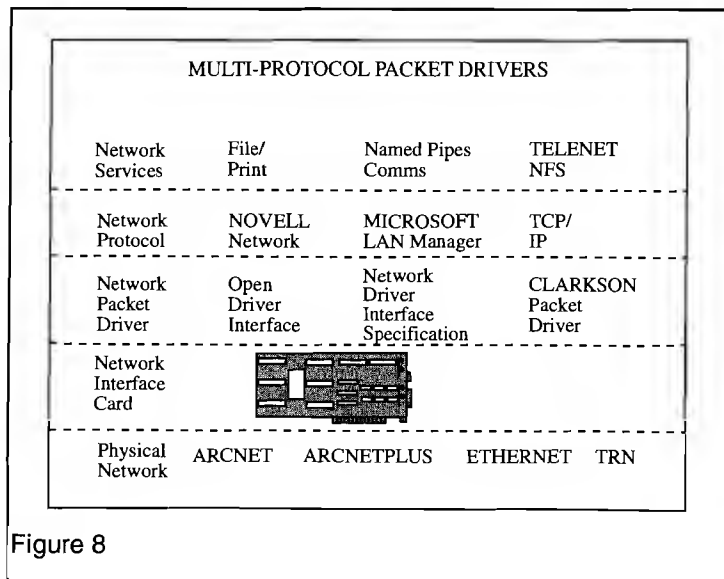 MULTI-PROTOCOL PACKET DRIVERS
Network File/ Named Pipes TELENET
Services Print Comms NFS
Network NOVELL MICROSOFT TCP/
Protocol Network LAN Manager IP
Network Open Network CLARKSON
Packet Driver Driver Packet
Driver Interface Interface Driver
Specification
Network
Interface
Card
Physical ARCNET ARCNETPLUS ETHERNET TRN
Network
Figure 8